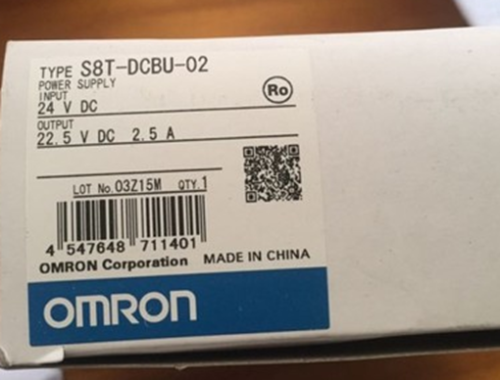 TYPE S8T-DCBU-02
POWER SUPPLY
INPUT
24 V DC
Ro
OUTPUT
22.5 V DC 2.5 A
LOT No. 03Z15M QTY. 1
4 547648 711401
OMRON Corporation MADE IN CHINA
OMRON